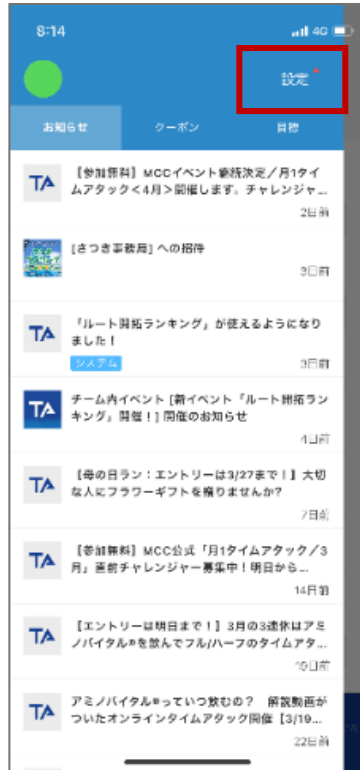 8:14
4G
設定
お知らせ
クーポン
目標
TA
【参加無料】MCCイベント継続決定／月1タイ
ムアタック<4月>開催します。チャレンジャ...
2日前
[さつき事務局] への招待
3日前
TA
「ルート開拓ランキング」が使えるようになり
ました！
システム
3日前
TA
チーム内イベント [新イベント「ルート開拓ラン
キング」開催！] 開催のお知らせ
4日前
TA
【母の日ラン：エントリーは3/27まで！】大切
な人にフラワーギフトを贈りませんか？
7日前
TA
【参加無料】MCC公式「月1タイムアタック／3
月」直前チャレンジャー募集中！明日から...
14日前
TA
【エントリーは明日まで！】3月の3連休はアミ
ノバイタル®を飲んでフル/ハーフのタイムアタ...
19日前
TA
アミノバイタル®っていつ飲むの？ 解説動画が
ついたオンラインタイムアタック開催【3/19...
22日前